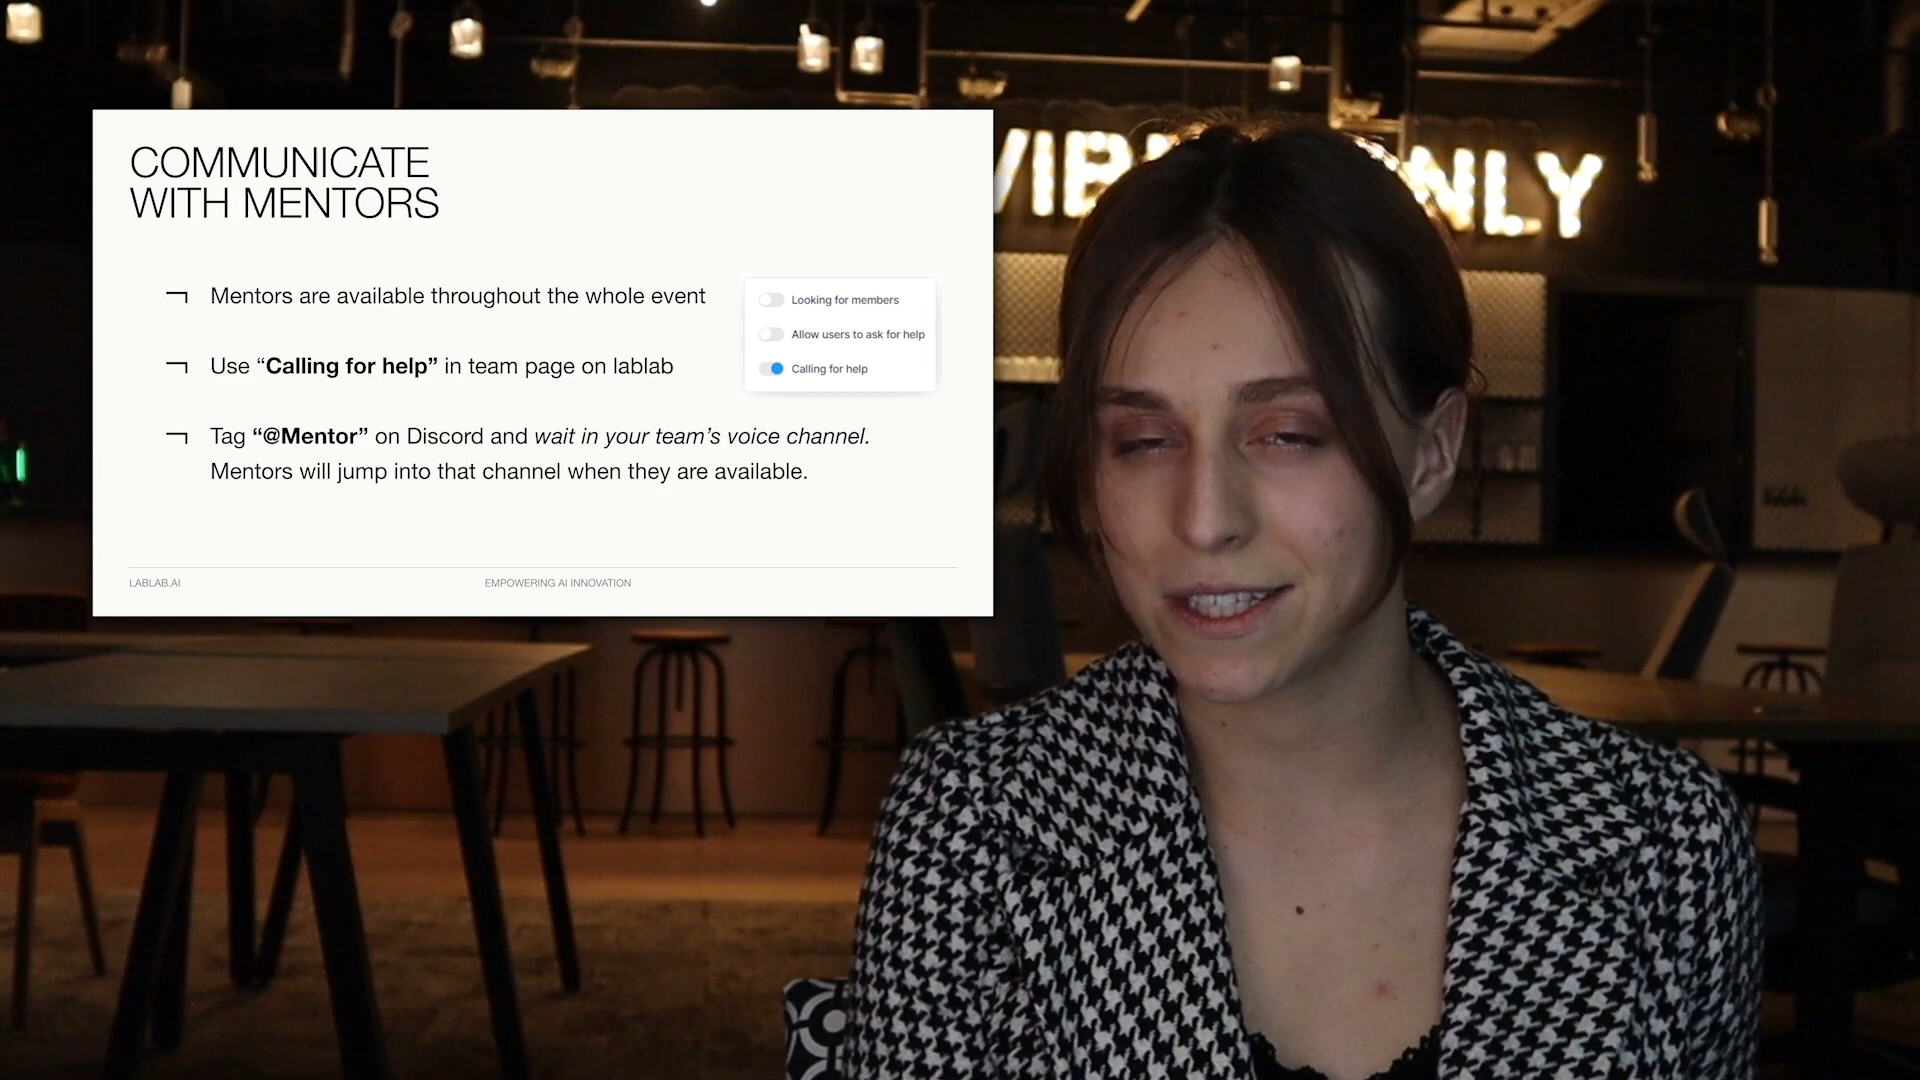 COMMUNICATE
WITH MENTORS
Mentors are available throughout the whole event
Use “Calling for help” in team page on lablab
Tag “@Mentor” on Discord and wait in your team’s voice channel.
Mentors will jump into that channel when they are available.
Looking for members
Allow users to ask for help
Calling for help
LABLAB.AI
EMPOWERING AI INNOVATION